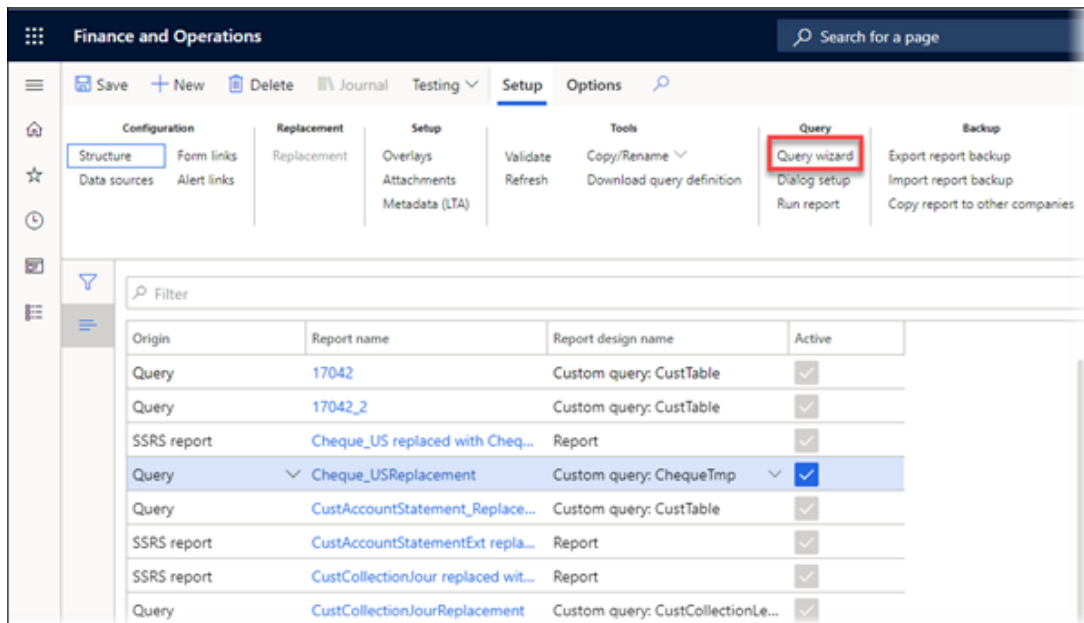 Finance and Operations
Search for a page
Save New Delete Journal Testing Setup Options
Configuration Replacement Setup Tools Query Backup
Structure Form links Replacement Overlays Validate Copy/Rename Query wizard Export report backup
Data sources Alert links Attachments Refresh Download query definition Dialog setup Import report backup
Metadata (LTA) Run report Copy report to other companies
Filter
Origin Report name Report design name Active
Query 17042 Custom query: CustTable
Query 17042_2 Custom query: CustTable
SSRS report Cheque_US replaced with Cheq... Report
Query Cheque_USReplacement Custom query: ChequeTmp
Query CustAccountStatement_Replace... Custom query: CustTable
SSRS report CustAccountStatementExt repla... Report
SSRS report CustCollectionJour replaced wit... Report
Query CustCollectionJourReplacement Custom query: CustCollectionLe...